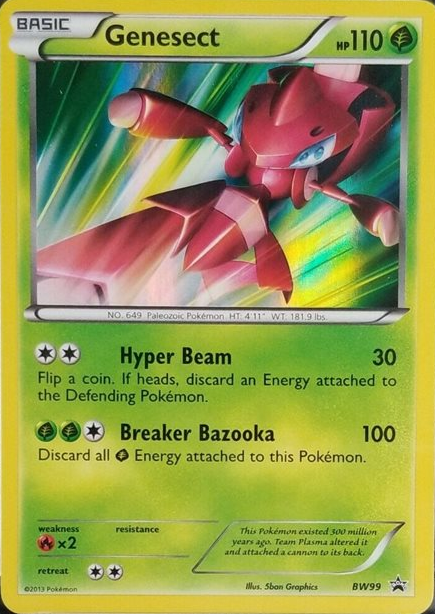 BASIC
Genesect
HP110
NO. 649 Paleozoic Pokémon HT: 4'11" WT: 181.9 lbs.
Hyper Beam 30
Flip a coin. If heads, discard an Energy attached to
the Defending Pokémon.
Breaker Bazooka 100
Discard all Energy attached to this Pokémon.
weakness resistance
×2
This Pokémon existed 300 million
years ago. Team Plasma altered it
and attached a cannon to its back.
retreat
©2013 Pokémon
Illus. 5ban Graphics
BW99